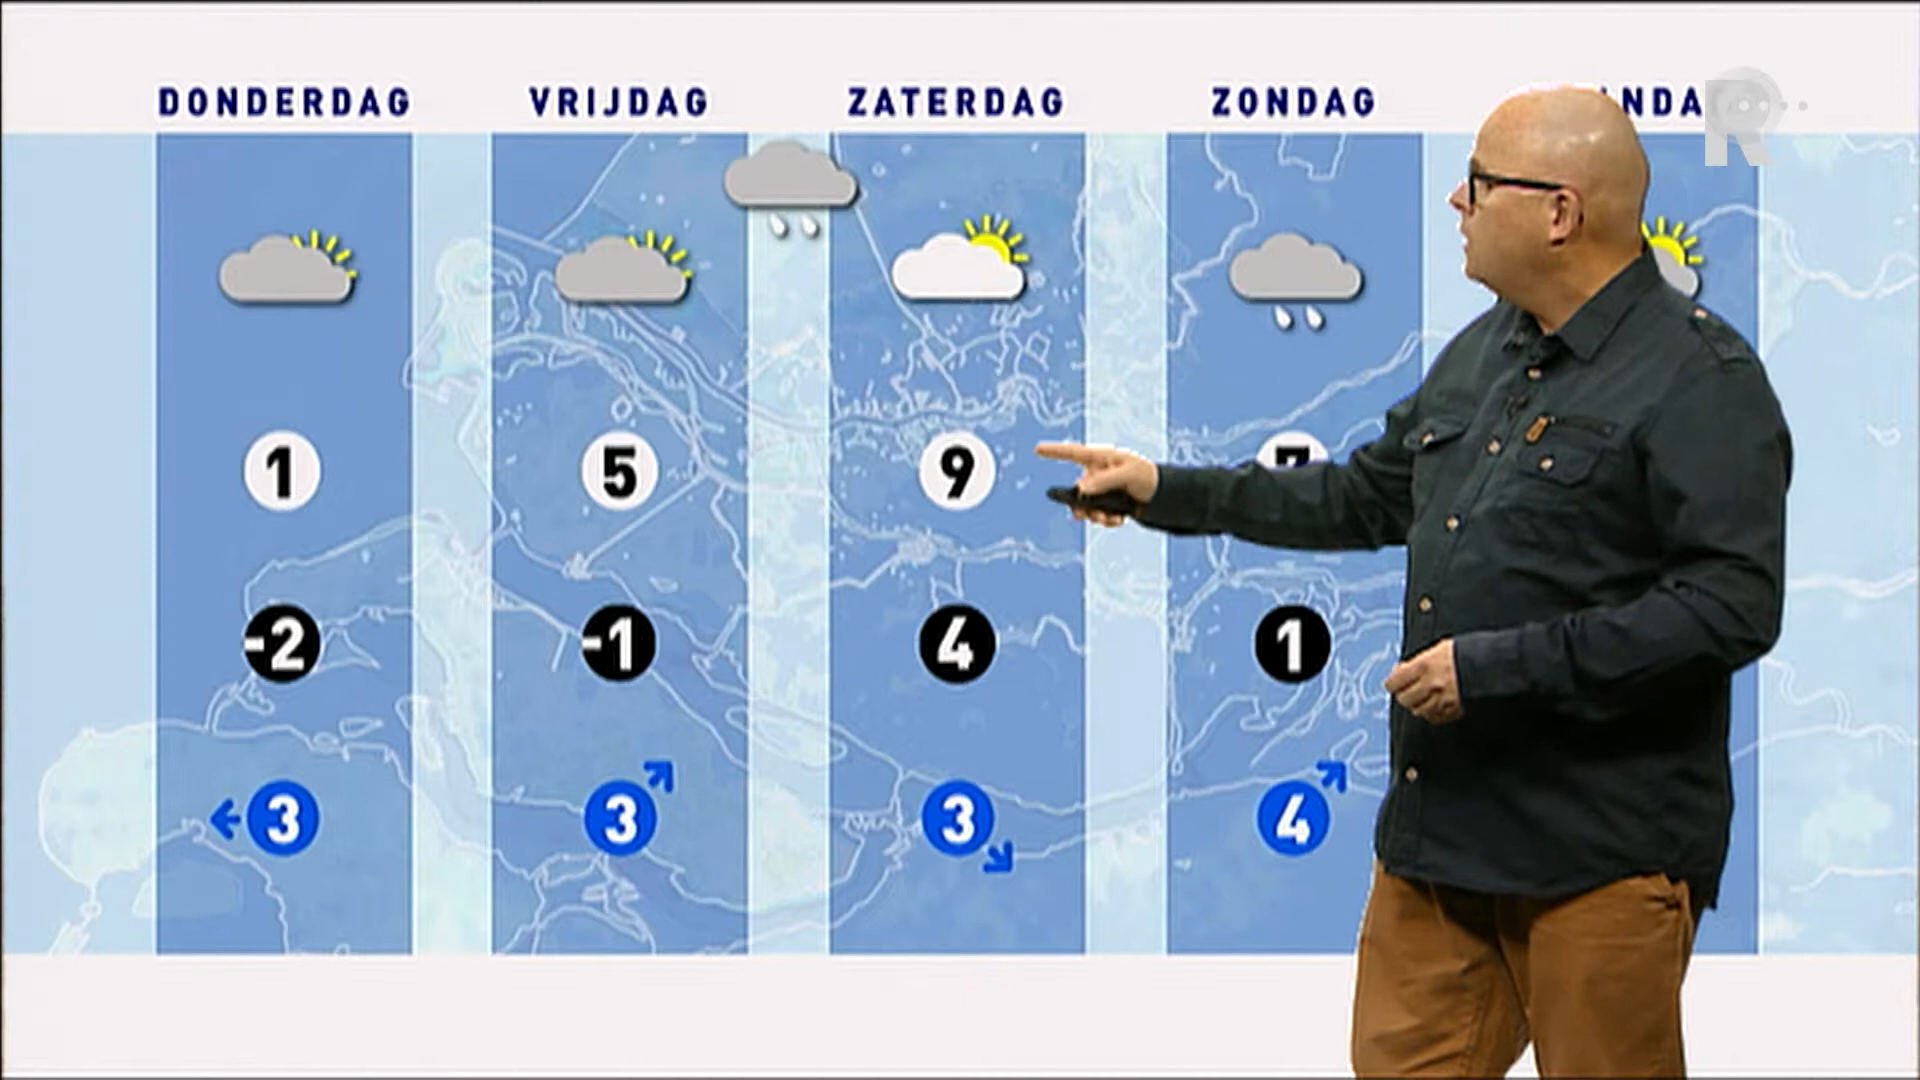 DONDERDAG VRIJDAG ZATERDAG ZONDAG
R
1 5 9
-2 -1 4 1
3 3 3 4